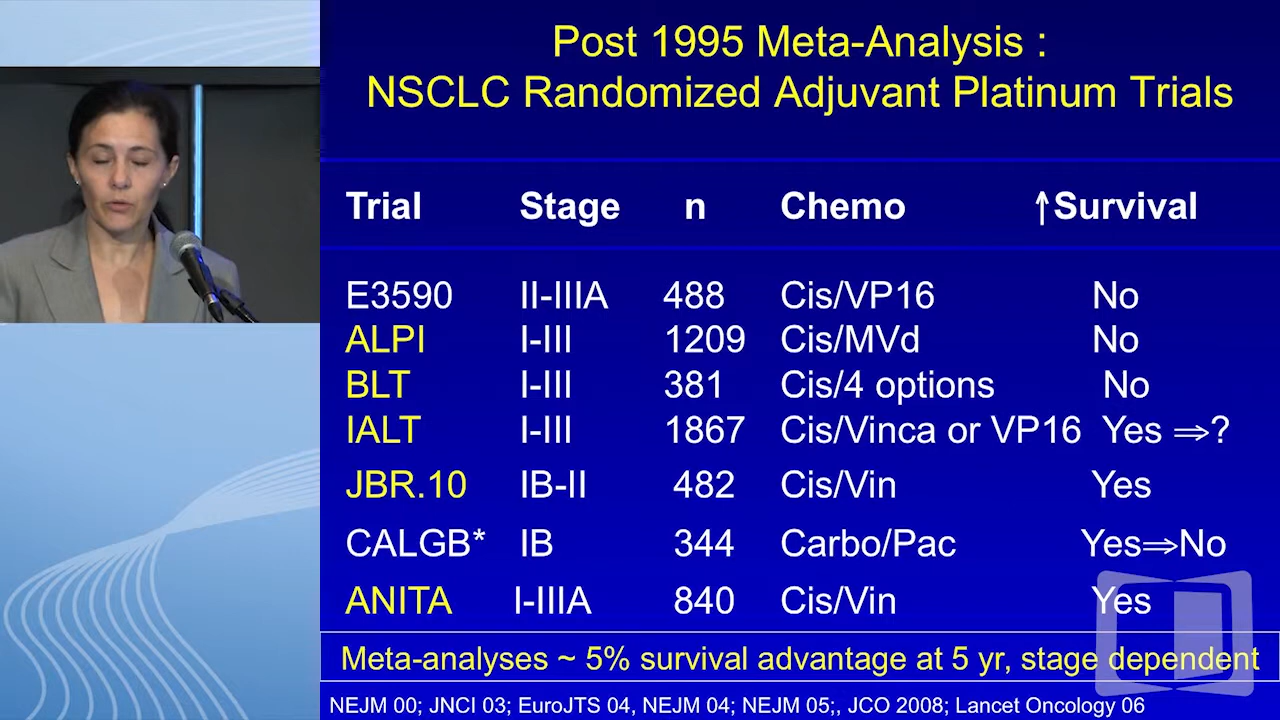 Post 1995 Meta-Analysis :
NSCLC Randomized Adjuvant Platinum Trials
Trial Stage n Chemo ↑Survival
E3590 II-IIIA 488 Cis/VP16 No
ALPI I-III 1209 Cis/MVd No
BLT I-III 381 Cis/4 options No
IALT I-III 1867 Cis/Vinca or VP16 Yes ⇒?
JBR.10 IB-II 482 Cis/Vin Yes
CALGB* IB 344 Carbo/Pac Yes⇒No
ANITA I-IIIA 840 Cis/Vin Yes
Meta-analyses ~ 5% survival advantage at 5 yr, stage dependent
NEJM 00; JNCI 03; EuroJTS 04, NEJM 04; NEJM 05;, JCO 2008; Lancet Oncology 06